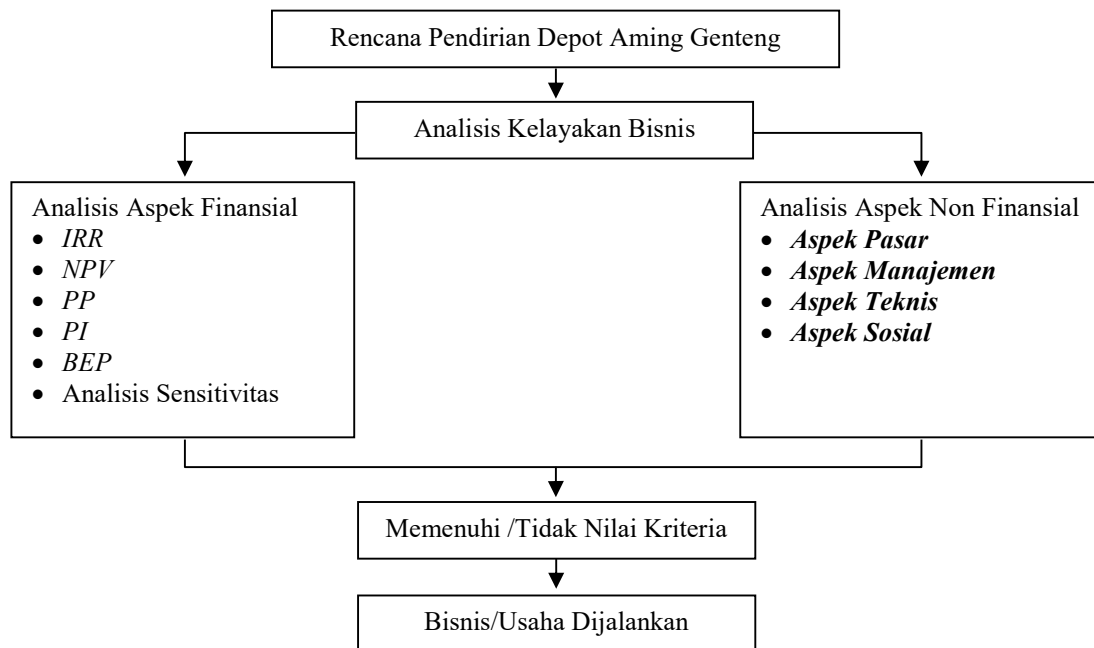 Rencana Pendirian Depot Aming Genteng
Analisis Kelayakan Bisnis
Analisis Aspek Finansial
• IRR
• NPV
• PP
• PI
• BEP
• Analisis Sensitivitas
Analisis Aspek Non Finansial
• Aspek Pasar
• Aspek Manajemen
• Aspek Teknis
• Aspek Sosial
Memenuhi /Tidak Nilai Kriteria
Bisnis/Usaha Dijalankan